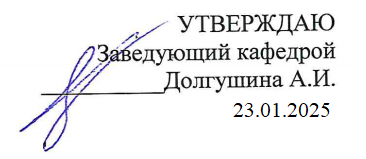 УТВЕРЖДАЮ
Заведующий кафедрой
Долгушина А.И.
23.01.2025